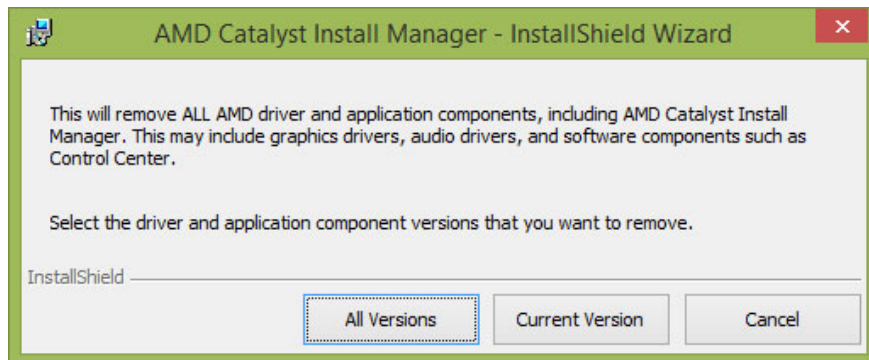 AMD Catalyst Install Manager - InstallShield Wizard
This will remove ALL AMD driver and application components, including AMD Catalyst Install
Manager. This may include graphics drivers, audio drivers, and software components such as
Control Center.
Select the driver and application component versions that you want to remove.
InstallShield
All Versions
Current Version
Cancel